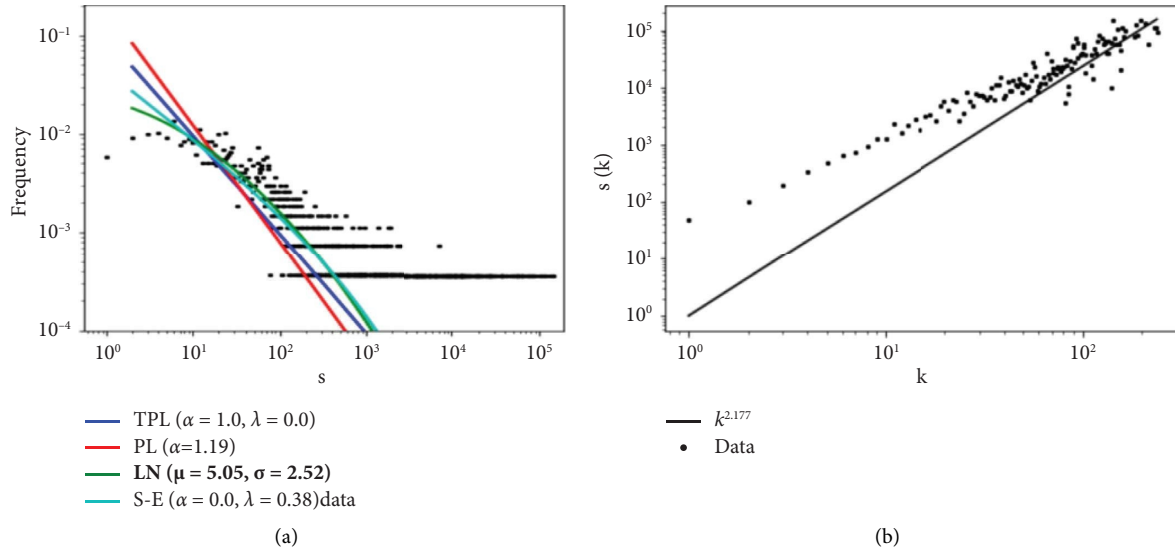 10⁻¹
10⁻²
10⁻³
10⁻⁴
Frequency
10⁰ 10¹ 10² 10³ 10⁴ 10⁵
s
TPL (α = 1.0, λ = 0.0)
PL (α=1.19)
LN (μ = 5.05, σ = 2.52)
S-E (α = 0.0, λ = 0.38)data
(a)
10⁵
10⁴
10³
10²
10¹
10⁰
s (k)
10⁰ 10¹ 10²
k
k²·¹⁷⁷
Data
(b)